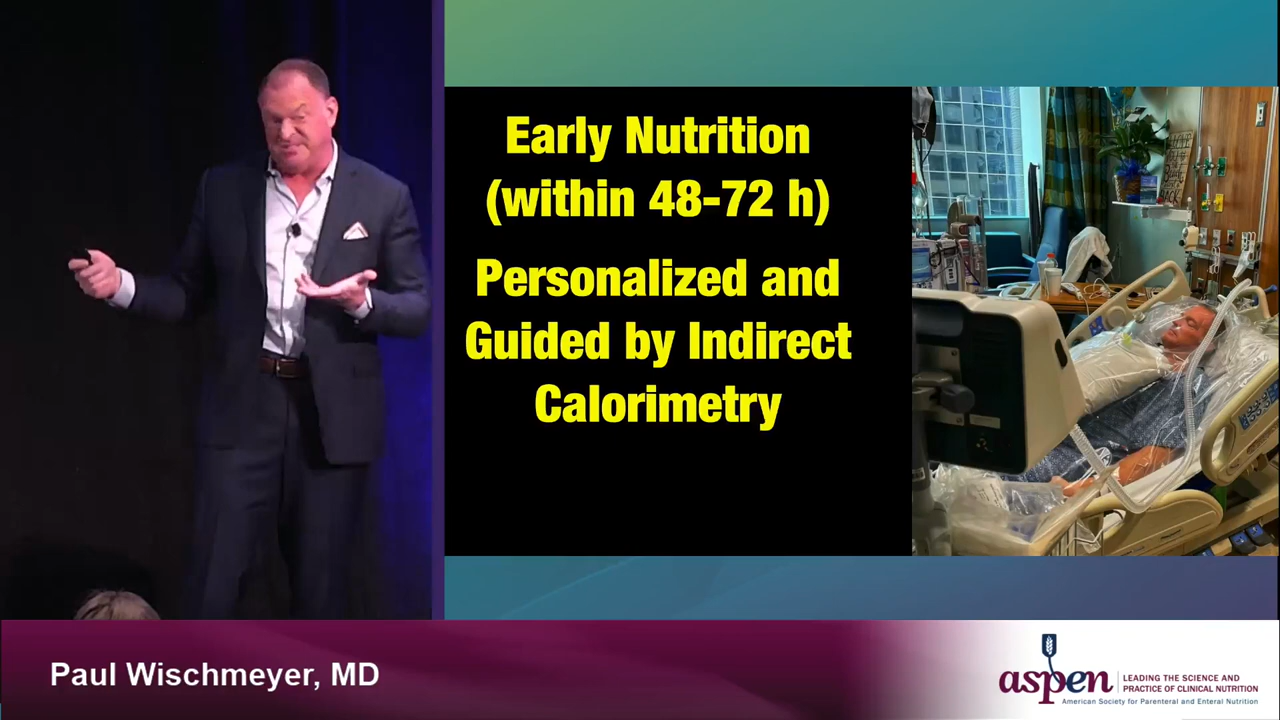 Early Nutrition
(within 48-72 h)
Personalized and
Guided by Indirect
Calorimetry
Paul Wischmeyer, MD
aspen
LEADING THE SCIENCE AND
PRACTICE OF CLINICAL NUTRITION
American Society for Parenteral and Enteral Nutrition